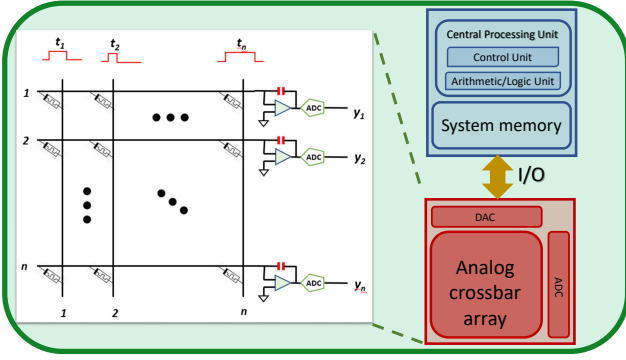 t1 t2 tn
1
ADC
y1
2
ADC
y2
n
ADC
yn
1 2 n
Central Processing Unit
Control Unit
Arithmetic/Logic Unit
System memory
I/O
DAC
Analog
crossbar
array
ADC